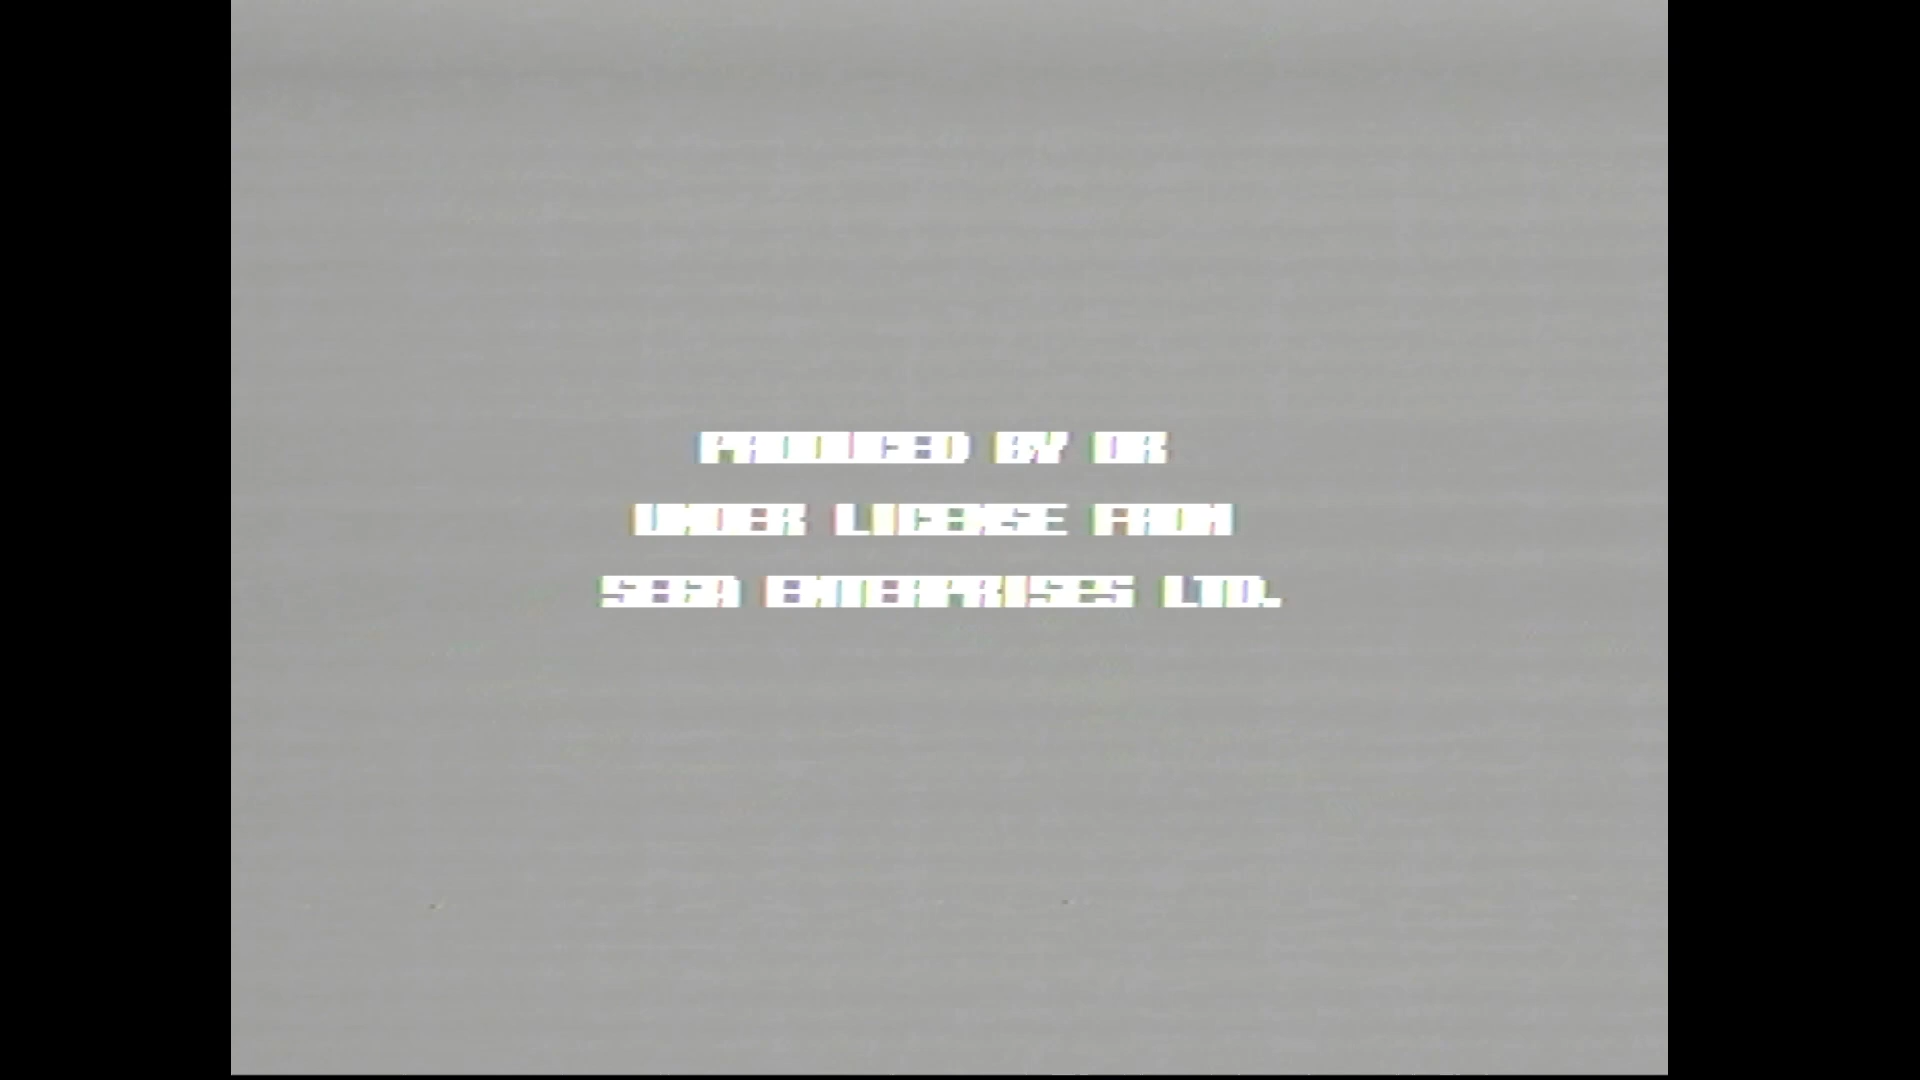 PRODUCED BY OR
UNDER LICENSE FROM
SEGA ENTERPRISES LTD.